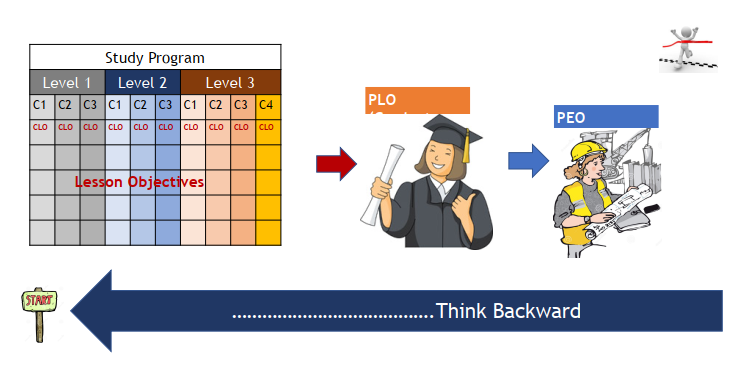 Study Program
Level 1 Level 2 Level 3
C1 C2 C3 C1 C2 C3 C1 C2 C3 C4
CLO CLO CLO CLO CLO CLO CLO CLO CLO CLO
Lesson Objectives
PLO
PEO
START
........................................Think Backward